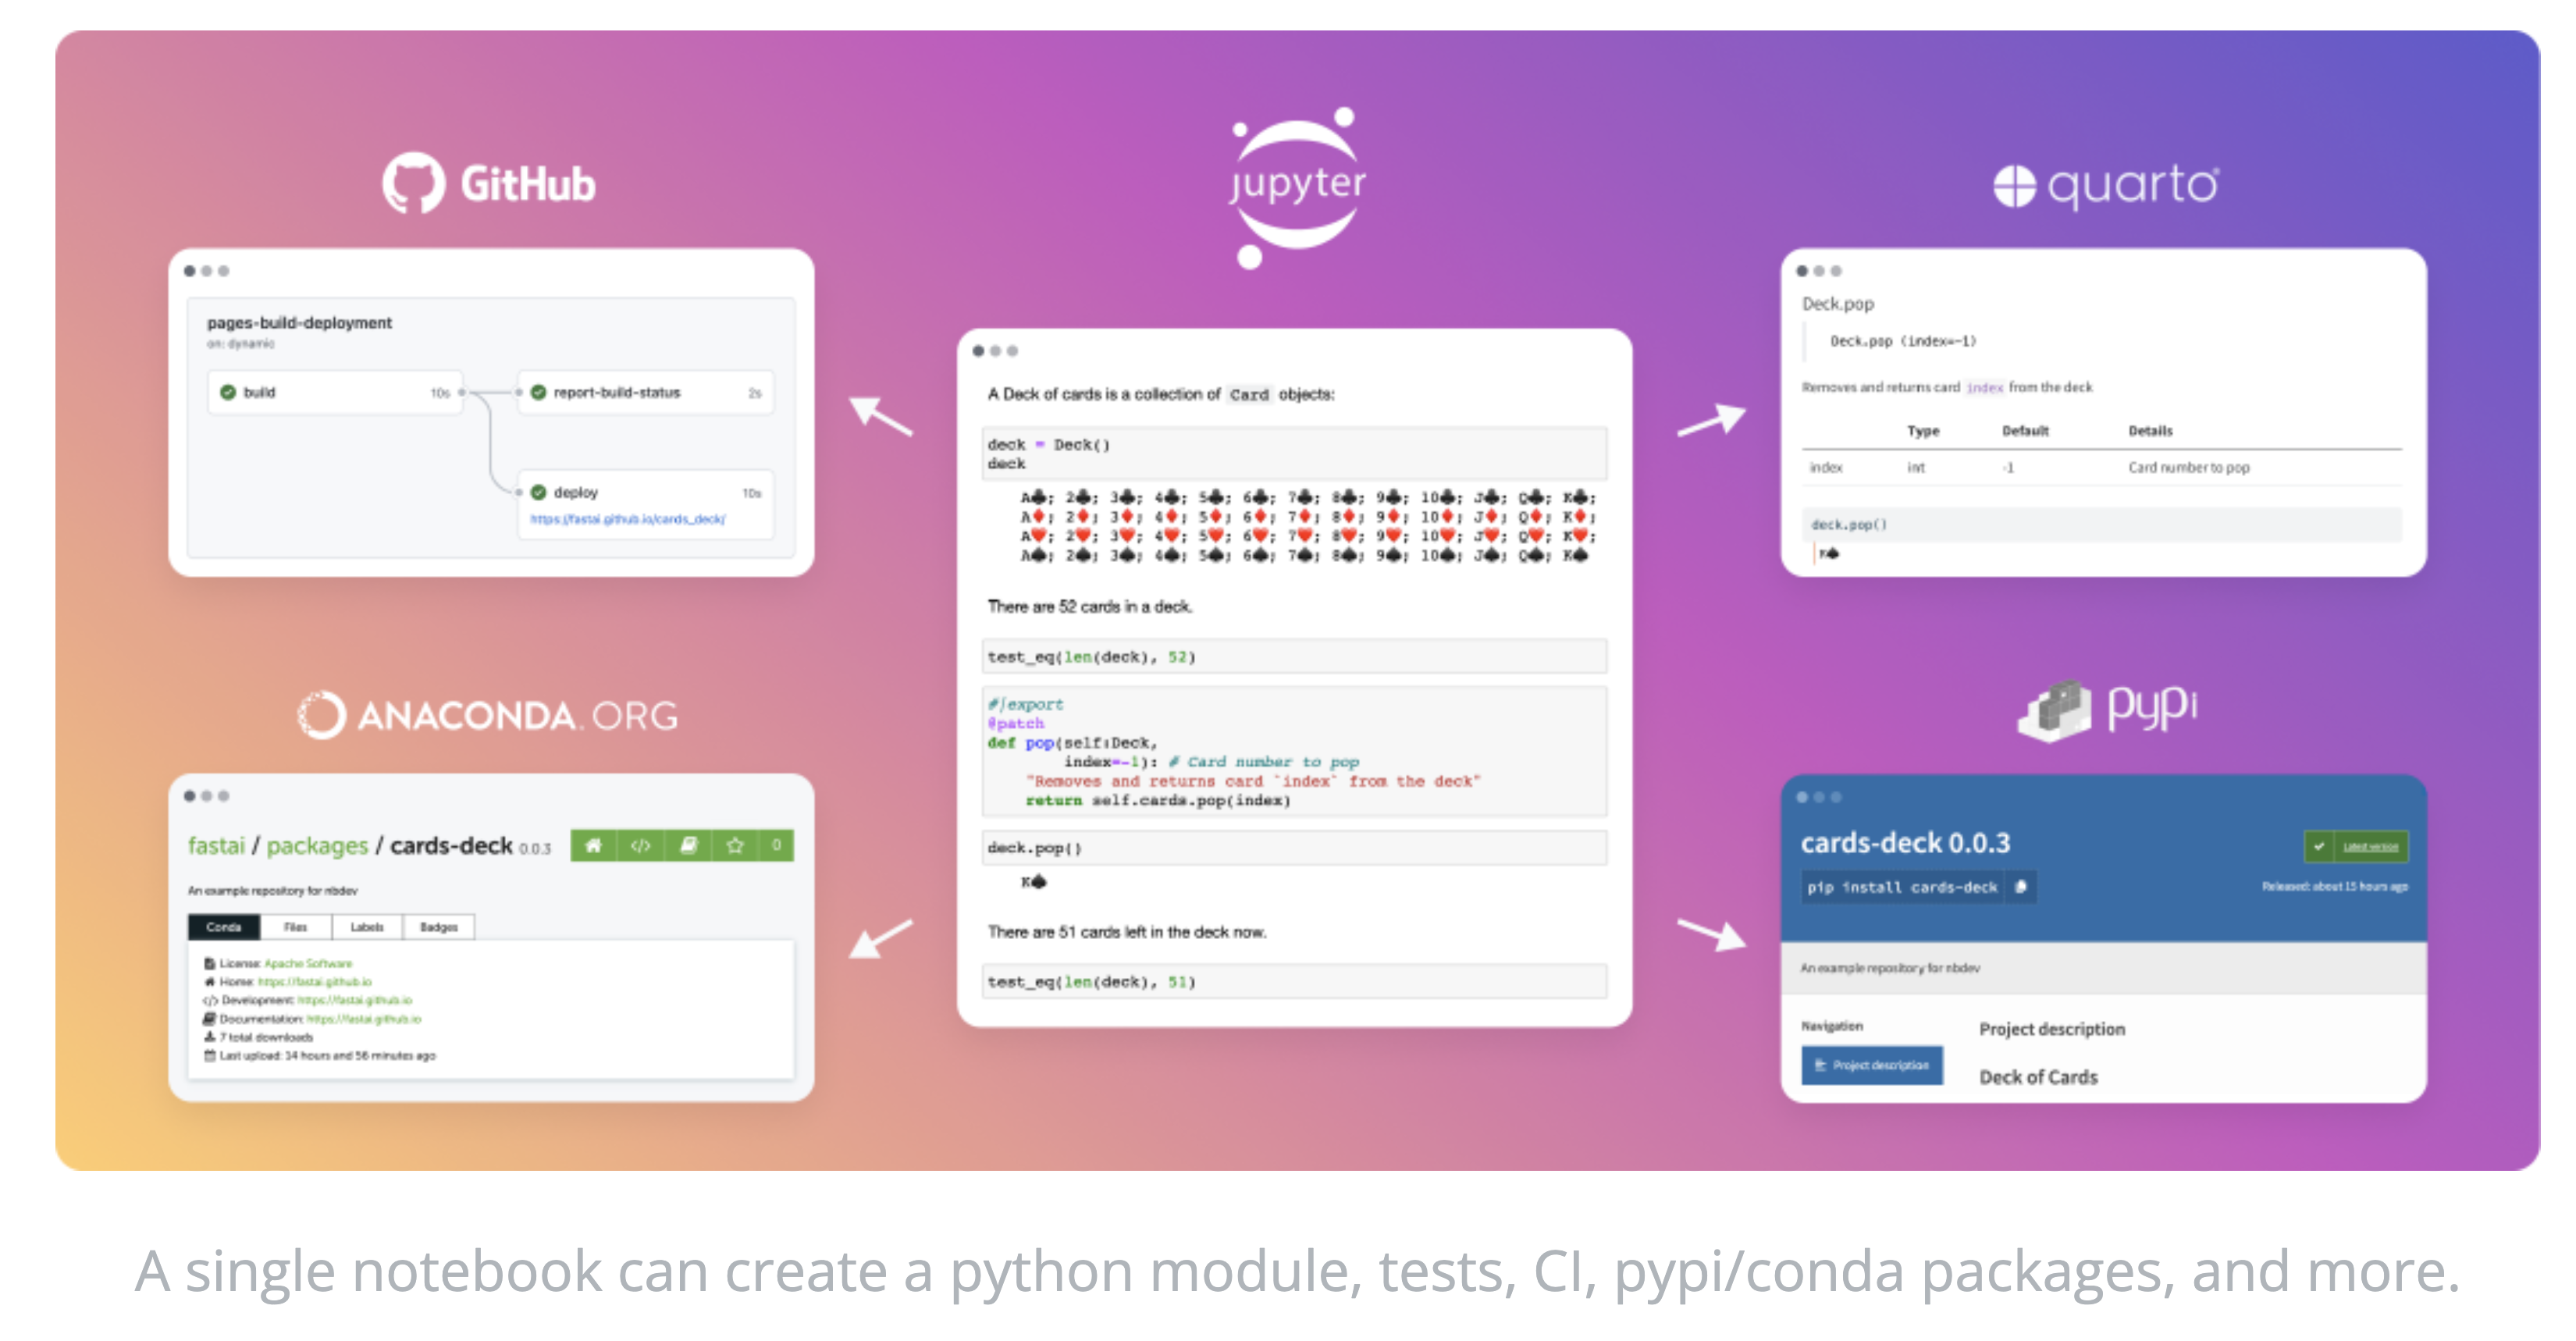 GitHub
pages-build-deployment
on: dynamic
build 10s
report-build-status 2s
deploy 10s
https://fastai.github.io/cards_deck/
ANACONDA.ORG
fastai / packages / cards-deck 0.0.3
</> 0
An example repository for nbdev
Conda Files Labels Badges
License: Apache Software
Home: https://fastai.github.io
</> Development: https://fastai.github.io
Documentation: https://fastai.github.io
7 total downloads
Last upload: 14 hours and 56 minutes ago
jupyter
A Deck of cards is a collection of Card objects:
deck = Deck()
deck
A♣; 2♣; 3♣; 4♣; 5♣; 6♣; 7♣; 8♣; 9♣; 10♣; J♣; Q♣; K♣;
A♦; 2♦; 3♦; 4♦; 5♦; 6♦; 7♦; 8♦; 9♦; 10♦; J♦; Q♦; K♦;
A♥; 2♥; 3♥; 4♥; 5♥; 6♥; 7♥; 8♥; 9♥; 10♥; J♥; Q♥; K♥;
A♠; 2♠; 3♠; 4♠; 5♠; 6♠; 7♠; 8♠; 9♠; 10♠; J♠; Q♠; K♠
There are 52 cards in a deck.
test_eq(len(deck), 52)
#|export
@patch
def pop(self:Deck,
index=-1): # Card number to pop
"Removes and returns card `index` from the deck"
return self.cards.pop(index)
deck.pop()
K♠
There are 51 cards left in the deck now.
test_eq(len(deck), 51)
quarto
Deck.pop
Deck.pop (index=-1)
Removes and returns card index from the deck
Type Default Details
index int -1 Card number to pop
deck.pop()
K♠
pypi
cards-deck 0.0.3
Latest version
pip install cards-deck
Released: about 15 hours ago
An example repository for nbdev
Navigation
Project description
Project description
Deck of Cards
A single notebook can create a python module, tests, CI, pypi/conda packages, and more.